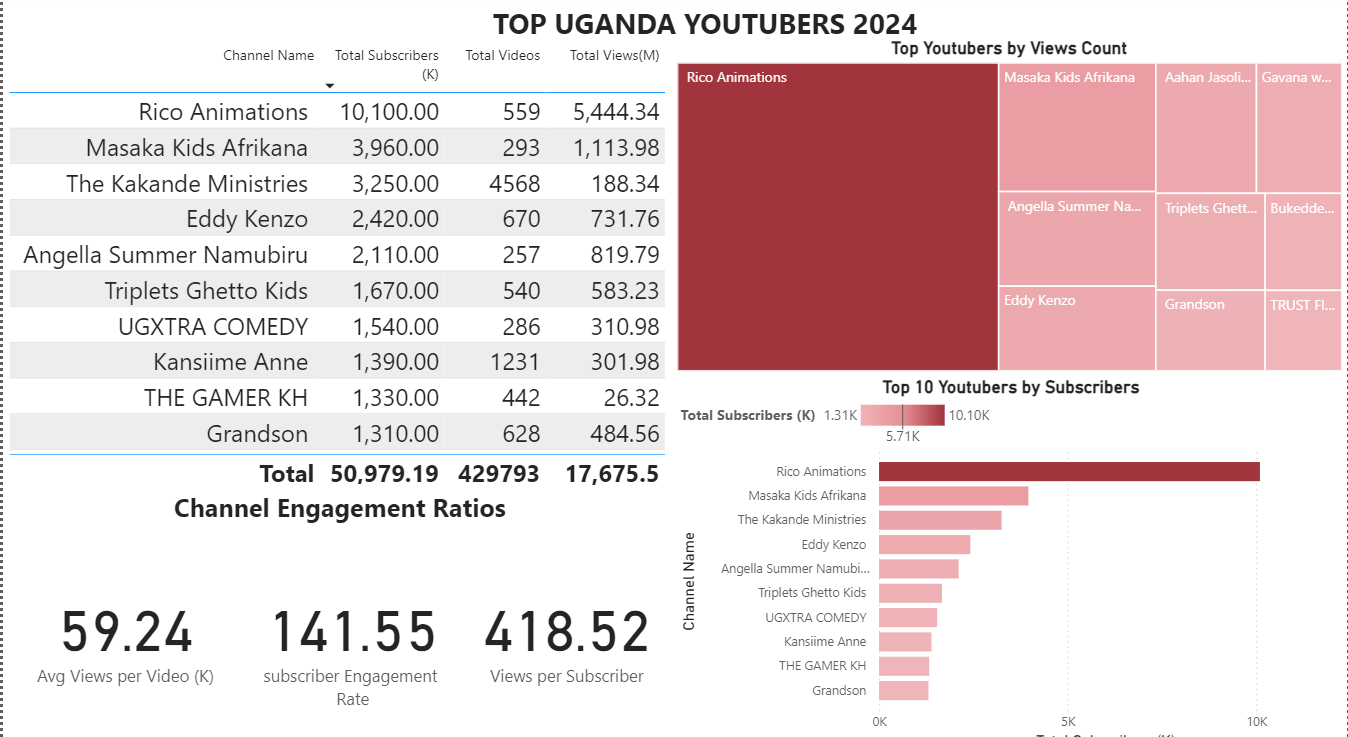 TOP UGANDA YOUTUBERS 2024
Channel Name Total Subscribers (K) Total Videos Total Views(M)
Rico Animations 10,100.00 559 5,444.34
Masaka Kids Afrikana 3,960.00 293 1,113.98
The Kakande Ministries 3,250.00 4568 188.34
Eddy Kenzo 2,420.00 670 731.76
Angella Summer Namubiru 2,110.00 257 819.79
Triplets Ghetto Kids 1,670.00 540 583.23
UGXTRA COMEDY 1,540.00 286 310.98
Kansiime Anne 1,390.00 1231 301.98
THE GAMER KH 1,330.00 442 26.32
Grandson 1,310.00 628 484.56
Total 50,979.19 429793 17,675.5
Channel Engagement Ratios
59.24 141.55 418.52
Avg Views per Video (K) subscriber Engagement Views per Subscriber
Rate
Top Youtubers by Views Count
Rico Animations
Masaka Kids Afrikana
Aahan Jasoli...
Gavana w...
Angella Summer Na...
Triplets Ghett...
Bukedde...
Eddy Kenzo
Grandson
TRUST FI...
Top 10 Youtubers by Subscribers
Total Subscribers (K) 1.31K 10.10K
5.71K
Channel Name
Rico Animations
Masaka Kids Afrikana
The Kakande Ministries
Eddy Kenzo
Angella Summer Namubi...
Triplets Ghetto Kids
UGXTRA COMEDY
Kansiime Anne
THE GAMER KH
Grandson
0K 5K 10K